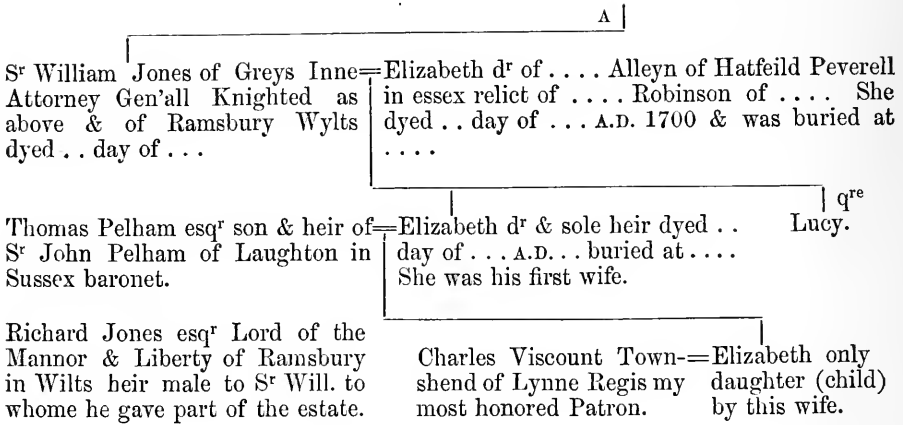 A
Sʳ William Jones of Greys Inne=Elizabeth dʳ of .... Alleyn of Hatfeild Peverell
Attorney Gen'all Knighted as in essex relict of .... Robinson of .... She
above & of Ramsbury Wylts dyed .. day of ... A.D. 1700 & was buried at
dyed .. day of ... ....
qʳᵉ
Thomas Pelham esqʳ son & heir of=Elizabeth dʳ & sole heir dyed .. Lucy.
Sʳ John Pelham of Laughton in day of ... A.D... buried at ....
Sussex baronet. She was his first wife.
Richard Jones esqʳ Lord of the
Mannor & Liberty of Ramsbury Charles Viscount Town-=Elizabeth only
in Wilts heir male to Sʳ Will. to shend of Lynne Regis my daughter (child)
whome he gave part of the estate. most honored Patron. by this wife.